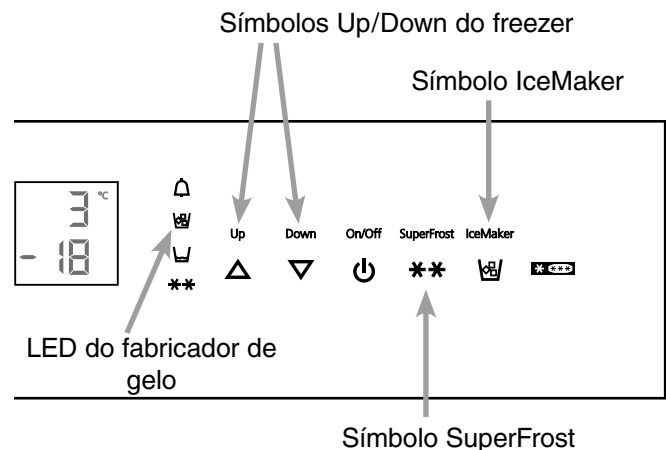 Símbolos Up/Down do freezer
Símbolo IceMaker
3 °C
Up Down On/Off SuperFrost IceMaker
- 18
LED do fabricador de
gelo
Símbolo SuperFrost